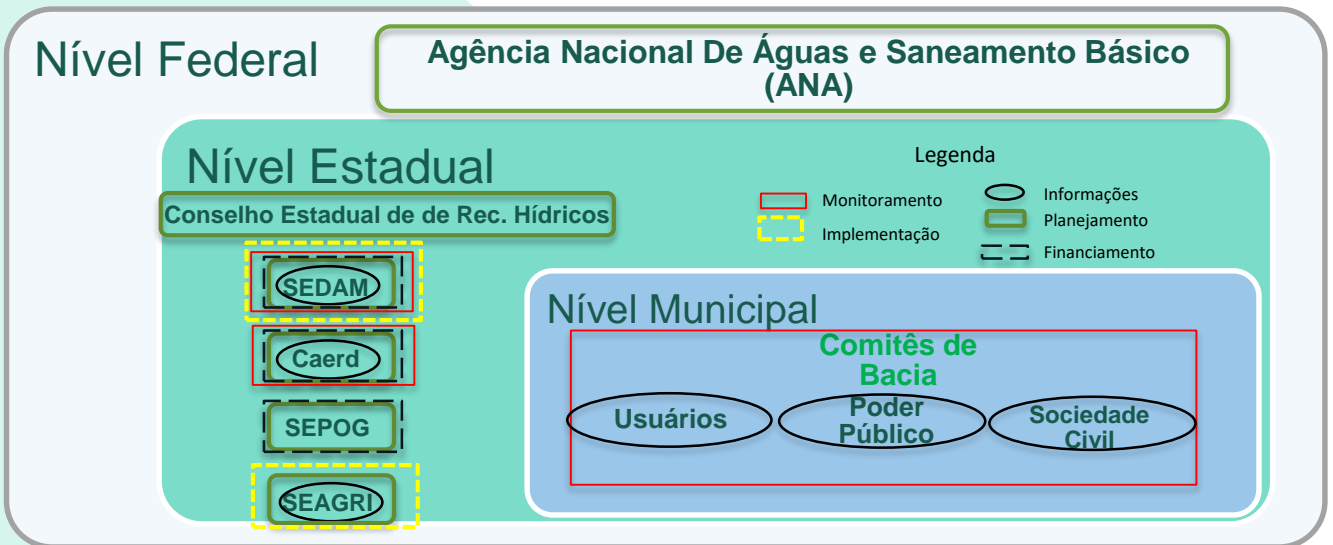 Nível Federal
Agência Nacional De Águas e Saneamento Básico
(ANA)
Nível Estadual
Conselho Estadual de de Rec. Hídricos
SEDAM
Caerd
SEPOG
SEAGRI
Legenda
Monitoramento
Implementação
Informações
Planejamento
Financiamento
Nível Municipal
Comitês de
Bacia
Usuários
Poder
Público
Sociedade
Civil